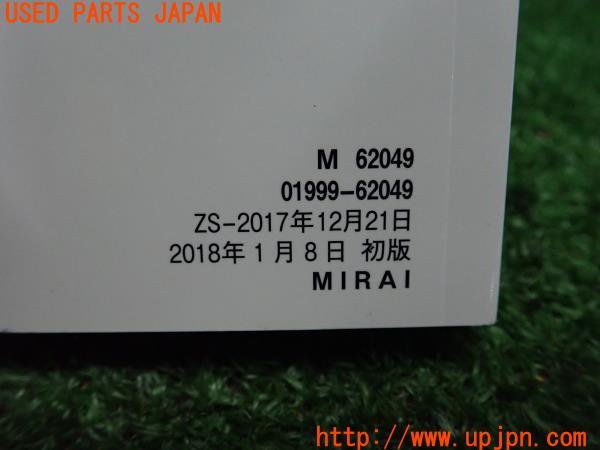 USED PARTS JAPAN
M 62049
01999-62049
ZS-2017年12月21日
2018年1月8日 初版
MIRAI
http://www.upjpn.com